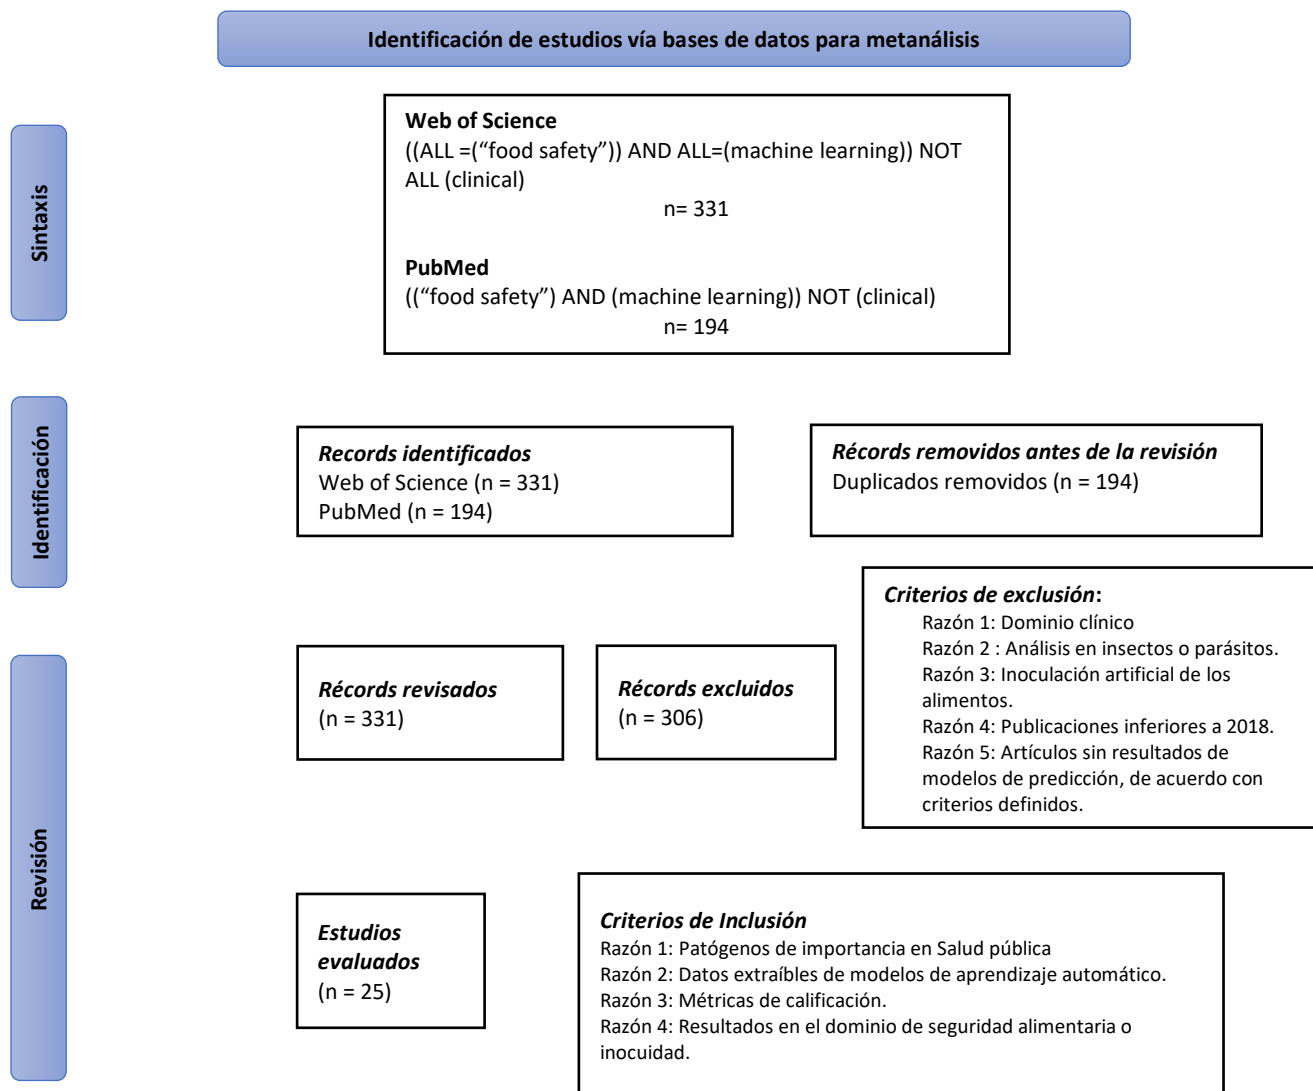 Identificación de estudios vía bases de datos para metanálisis
Sintaxis
Web of Science
((ALL =(“food safety”)) AND ALL=(machine learning)) NOT
ALL (clinical)
n= 331
PubMed
((“food safety”) AND (machine learning)) NOT (clinical)
n= 194
Identificación
Records identificados
Web of Science (n = 331)
PubMed (n = 194)
Récords removidos antes de la revisión
Duplicados removidos (n = 194)
Revisión
Récords revisados
(n = 331)
Récords excluidos
(n = 306)
Criterios de exclusión:
Razón 1: Dominio clínico
Razón 2 : Análisis en insectos o parásitos.
Razón 3: Inoculación artificial de los
alimentos.
Razón 4: Publicaciones inferiores a 2018.
Razón 5: Artículos sin resultados de
modelos de predicción, de acuerdo con
criterios definidos.
Estudios
evaluados
(n = 25)
Criterios de Inclusión
Razón 1: Patógenos de importancia en Salud pública
Razón 2: Datos extraíbles de modelos de aprendizaje automático.
Razón 3: Métricas de calificación.
Razón 4: Resultados en el dominio de seguridad alimentaria o
inocuidad.